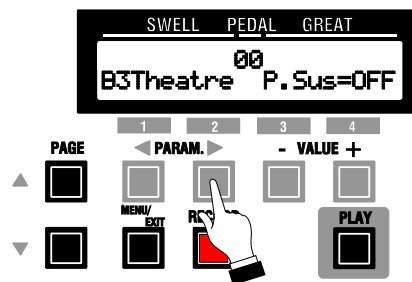 SWELL PEDAL GREAT
00
B3Theatre P.Sus=OFF
1 2 3 4
PAGE PARAM. - VALUE +
MENU/
EXIT
PLAY